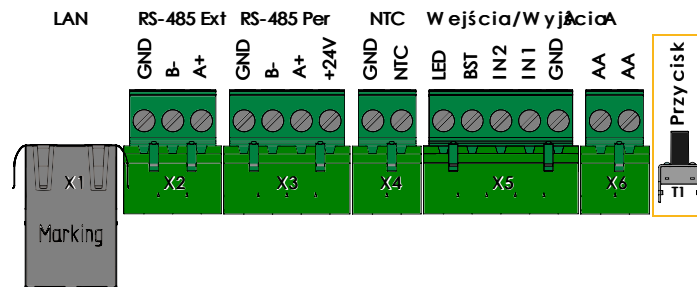 LAN
RS-485 Ext
RS-485 Per
NTC
Wejścia/Wyjścia
AA
GND
B-
A+
GND
B-
A+
+24V
GND
NTC
LED
BST
IN2
IN1
GND
AA
AA
Przycisk
X1
X2
X3
X4
X5
X6
T1
Marking